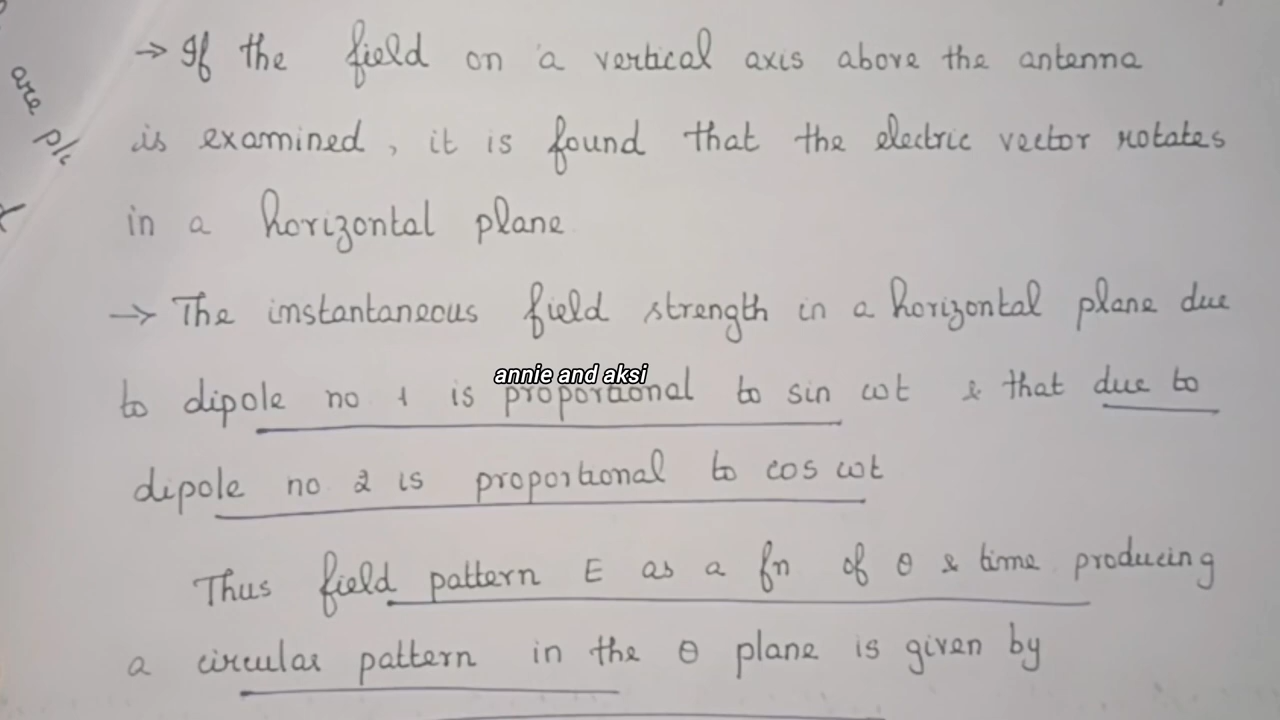 → If the field on a vertical axis above the antenna
is examined, it is found that the electric vector rotates
in a horizontal plane
→ The instantaneous field strength in a horizontal plane due
annie and aksi
to dipole no 1 is proportional to sin ωt & that due to
dipole no 2 is proportional to cos ωt
Thus field pattern E as a fn of θ & time producing
a circular pattern in the θ plane is given by
are p/c